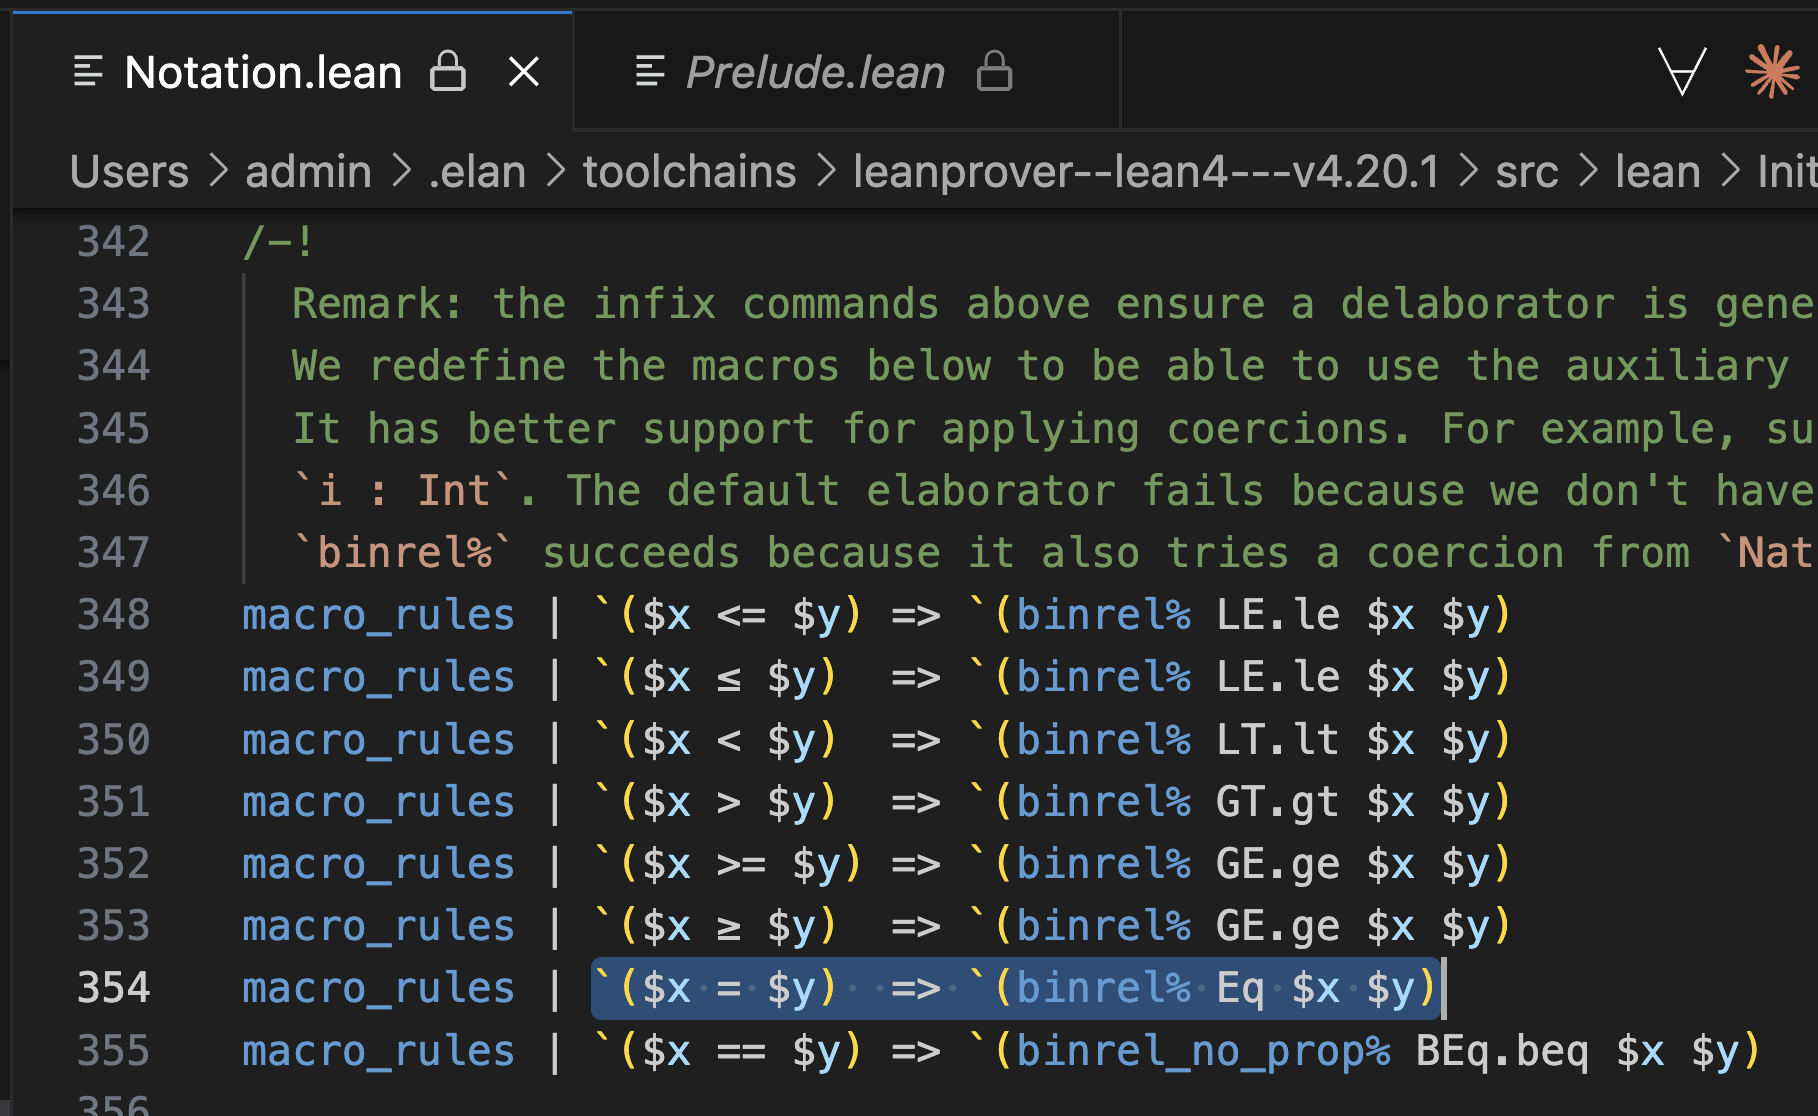 Notation.lean Prelude.lean
Users > admin > .elan > toolchains > leanprover--lean4---v4.20.1 > src > lean > Init
342 /-!
343 Remark: the infix commands above ensure a delaborator is gene
344 We redefine the macros below to be able to use the auxiliary
345 It has better support for applying coercions. For example, su
346 `i : Int`. The default elaborator fails because we don't have
347 `binrel%` succeeds because it also tries a coercion from `Nat
348 macro_rules | `($x <= $y) => `(binrel% LE.le $x $y)
349 macro_rules | `($x ≤ $y)  => `(binrel% LE.le $x $y)
350 macro_rules | `($x < $y)  => `(binrel% LT.lt $x $y)
351 macro_rules | `($x > $y)  => `(binrel% GT.gt $x $y)
352 macro_rules | `($x >= $y) => `(binrel% GE.ge $x $y)
353 macro_rules | `($x ≥ $y)  => `(binrel% GE.ge $x $y)
354 macro_rules | `($x = $y)  => `(binrel% Eq $x $y)
355 macro_rules | `($x == $y) => `(binrel_no_prop% BEq.beq $x $y)
356